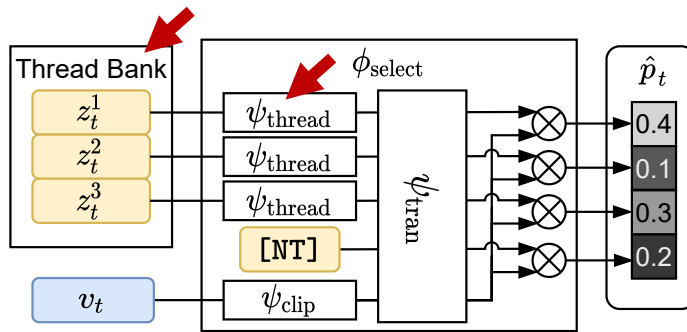 Thread Bank
z_t^1
z_t^2
z_t^3
v_t
ϕ_select
ψ_thread
ψ_thread
ψ_thread
[NT]
ψ_clip
ψ_tran
p̂_t
0.4
0.1
0.3
0.2